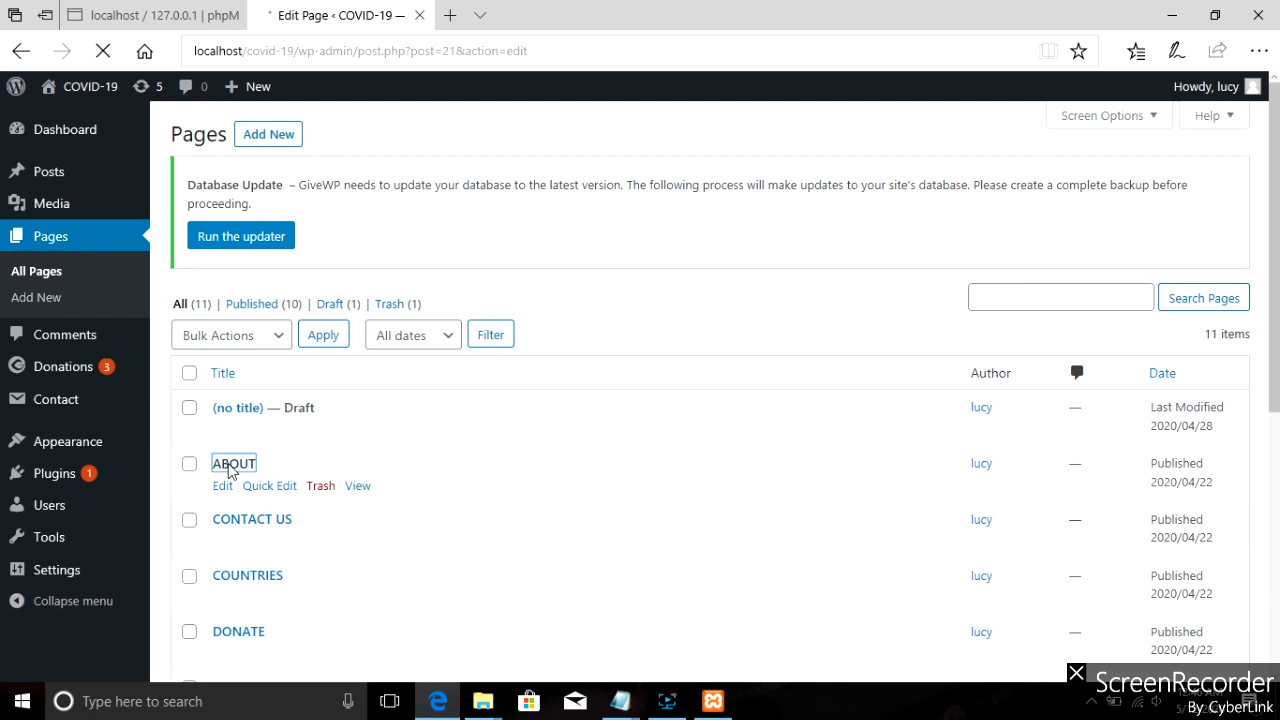 localhost / 127.0.0.1 | phpM
Edit Page ‹ COVID-19 —
localhost/covid-19/wp-admin/post.php?post=21&action=edit
COVID-19 5 0 New
Howdy, lucy
Dashboard
Posts
Media
Pages
All Pages
Add New
Comments
Donations 3
Contact
Appearance
Plugins 1
Users
Tools
Settings
Collapse menu
Screen Options
Help
Pages Add New
Database Update – GiveWP needs to update your database to the latest version. The following process will make updates to your site's database. Please create a complete backup before
proceeding.
Run the updater
All (11) | Published (10) | Draft (1) | Trash (1)
Search Pages
Bulk Actions Apply All dates Filter
11 items
Title Author Date
(no title) — Draft lucy — Last Modified
2020/04/28
ABOUT lucy — Published
2020/04/22
Edit Quick Edit Trash View
CONTACT US lucy — Published
2020/04/22
COUNTRIES lucy — Published
2020/04/22
DONATE lucy — Published
2020/04/22
ScreenRecorder
By CyberLink
Type here to search